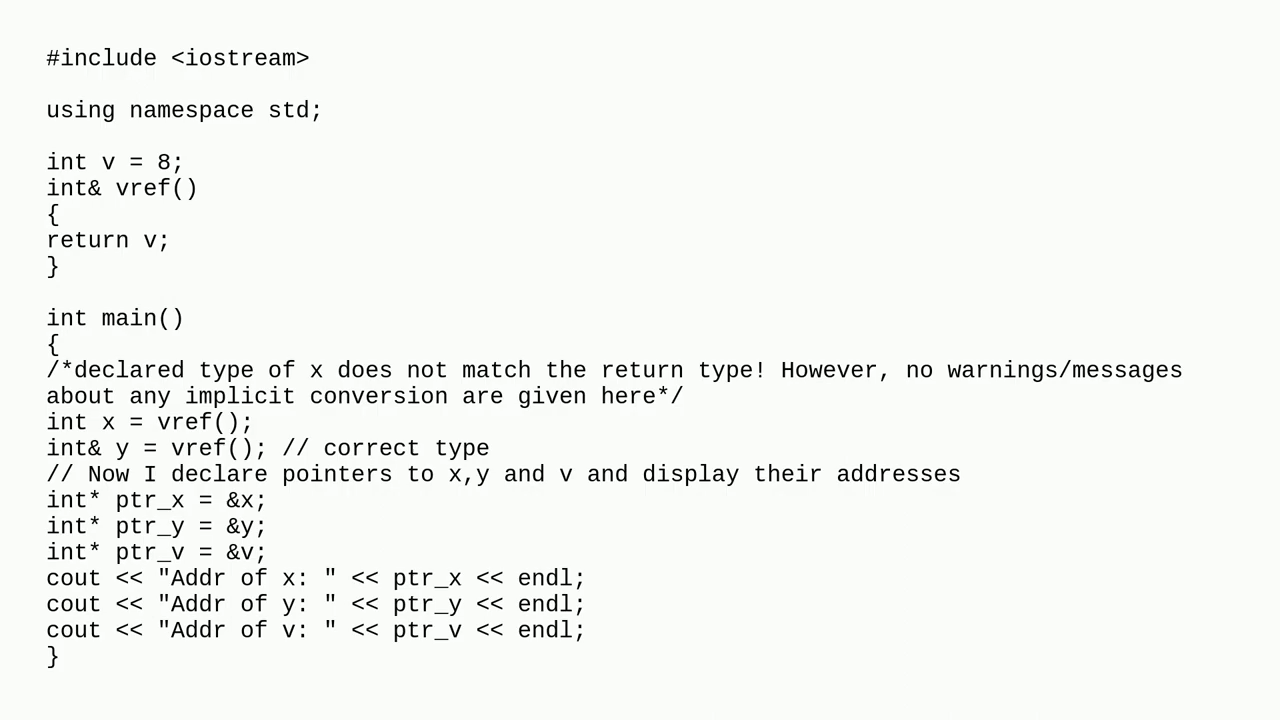 #include <iostream>
using namespace std;
int v = 8;
int& vref()
{
return v;
}
int main()
{
/*declared type of x does not match the return type! However, no warnings/messages
about any implicit conversion are given here*/
int x = vref();
int& y = vref(); // correct type
// Now I declare pointers to x,y and v and display their addresses
int* ptr_x = &x;
int* ptr_y = &y;
int* ptr_v = &v;
cout << "Addr of x: " << ptr_x << endl;
cout << "Addr of y: " << ptr_y << endl;
cout << "Addr of v: " << ptr_v << endl;
}